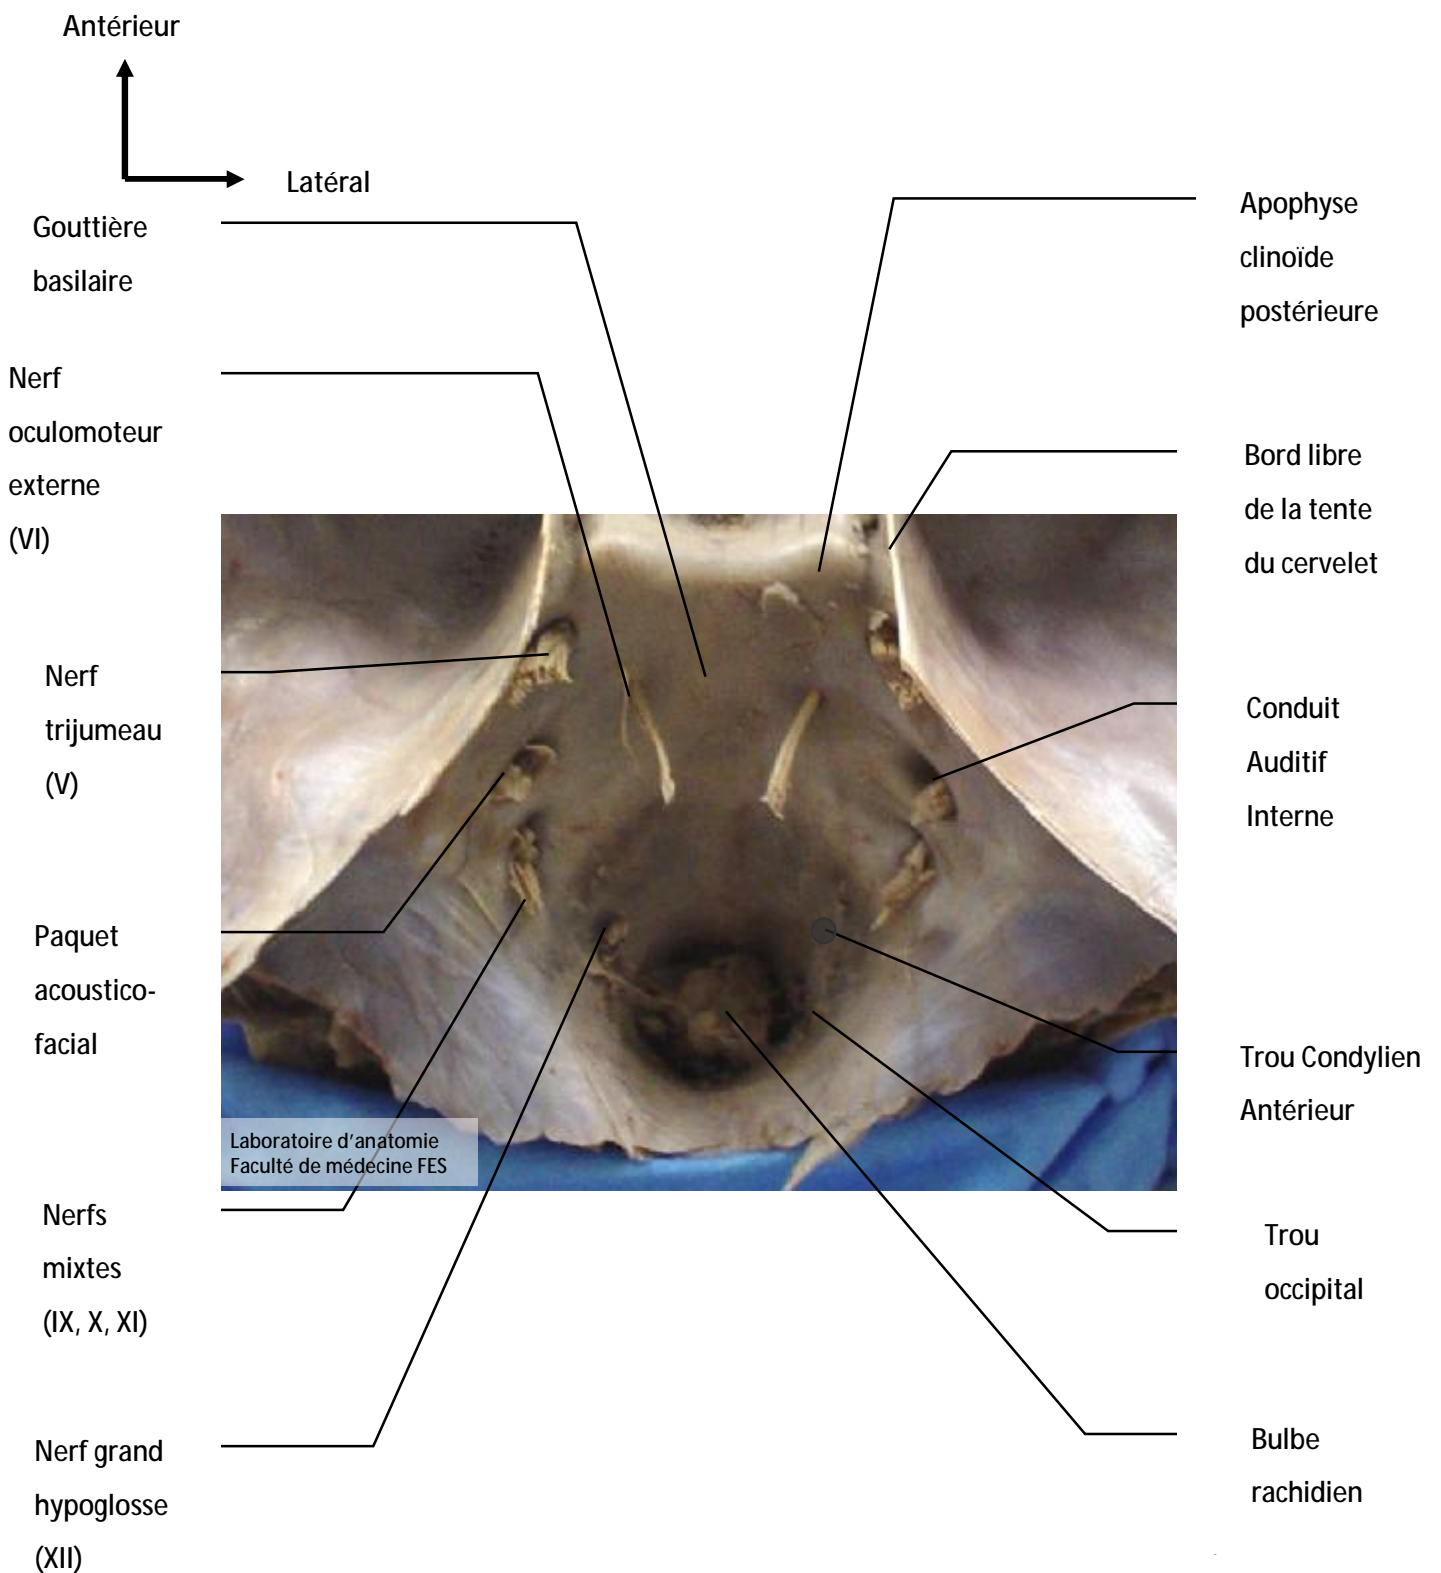 Antérieur
Latéral
Gouttière
basilaire
Nerf
oculomoteur
externe
(VI)
Nerf
trijumeau
(V)
Paquet
acoustico-
facial
Nerfs
mixtes
(IX, X, XI)
Nerf grand
hypoglosse
(XII)
Apophyse
clinoïde
postérieure
Bord libre
de la tente
du cervelet
Conduit
Auditif
Interne
Trou Condylien
Antérieur
Trou
occipital
Bulbe
rachidien
Laboratoire d'anatomie
Faculté de médecine FES